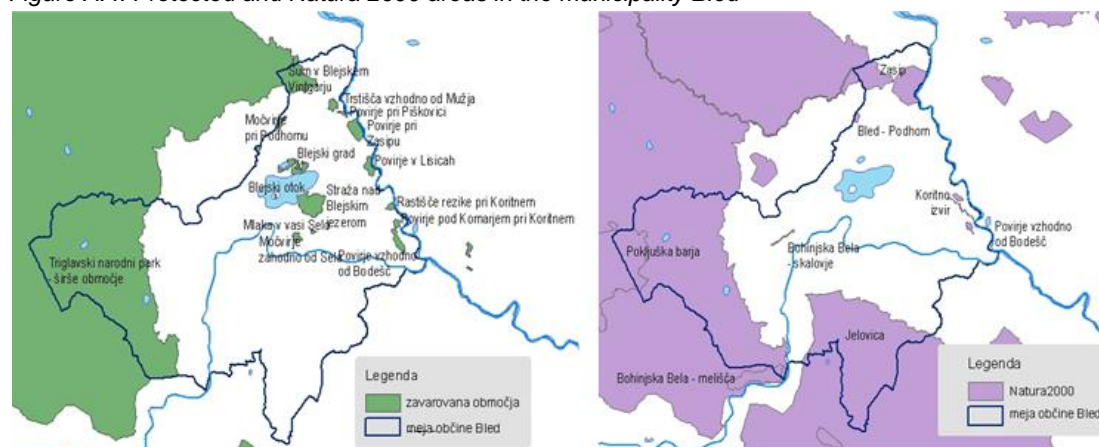 Protected and Natura 2000 areas in the municipality Bled
Šum v Blejskem
Vintgarju
Trstišča vzhodno od Mužja
Povirje pri Piškovici
Močvirje
pri Podhomu
Povirje pri
Zasipu
Blejski grad
Povirje v Lisicah
Blejski otok
Straža nad
Blejskim
jezerom
Rastišče rezike pri Koritnem
Povirje pod Komarjem pri Koritnem
Mlaka v vasi Selo
Močvirje
zahodno od Sela
Povirje vzhodno
od Bodešč
Triglavski narodni park
- širše območje
Legenda
zavarovana območja
meja občine Bled
Zasip
Bled - Podhom
Koritno
izvir
Povirje vzhodno
od Bodešč
Bohinjska Bela
- skalovje
Pokljuška barja
Jelovica
Bohinjska Bela - melišča
Legenda
Natura2000
meja občine Bled